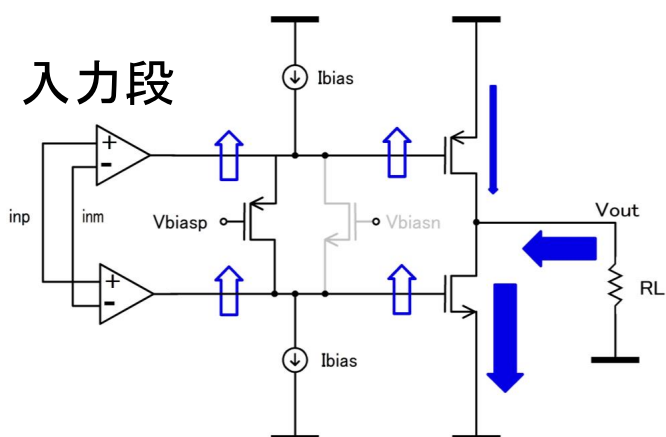 入力段
Ibias
+
-
inp
inm
Vbiasp
Vbiasn
Vout
+
-
RL
Ibias